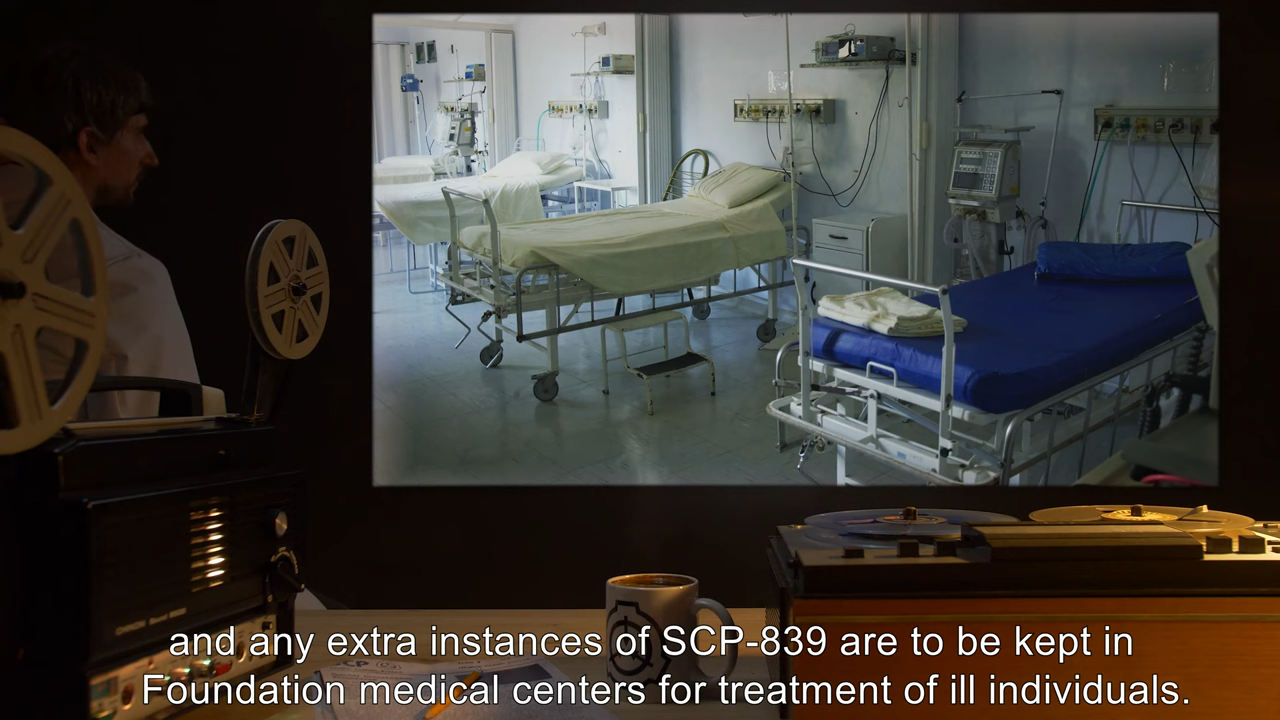 and any extra instances of SCP-839 are to be kept in
Foundation medical centers for treatment of ill individuals.